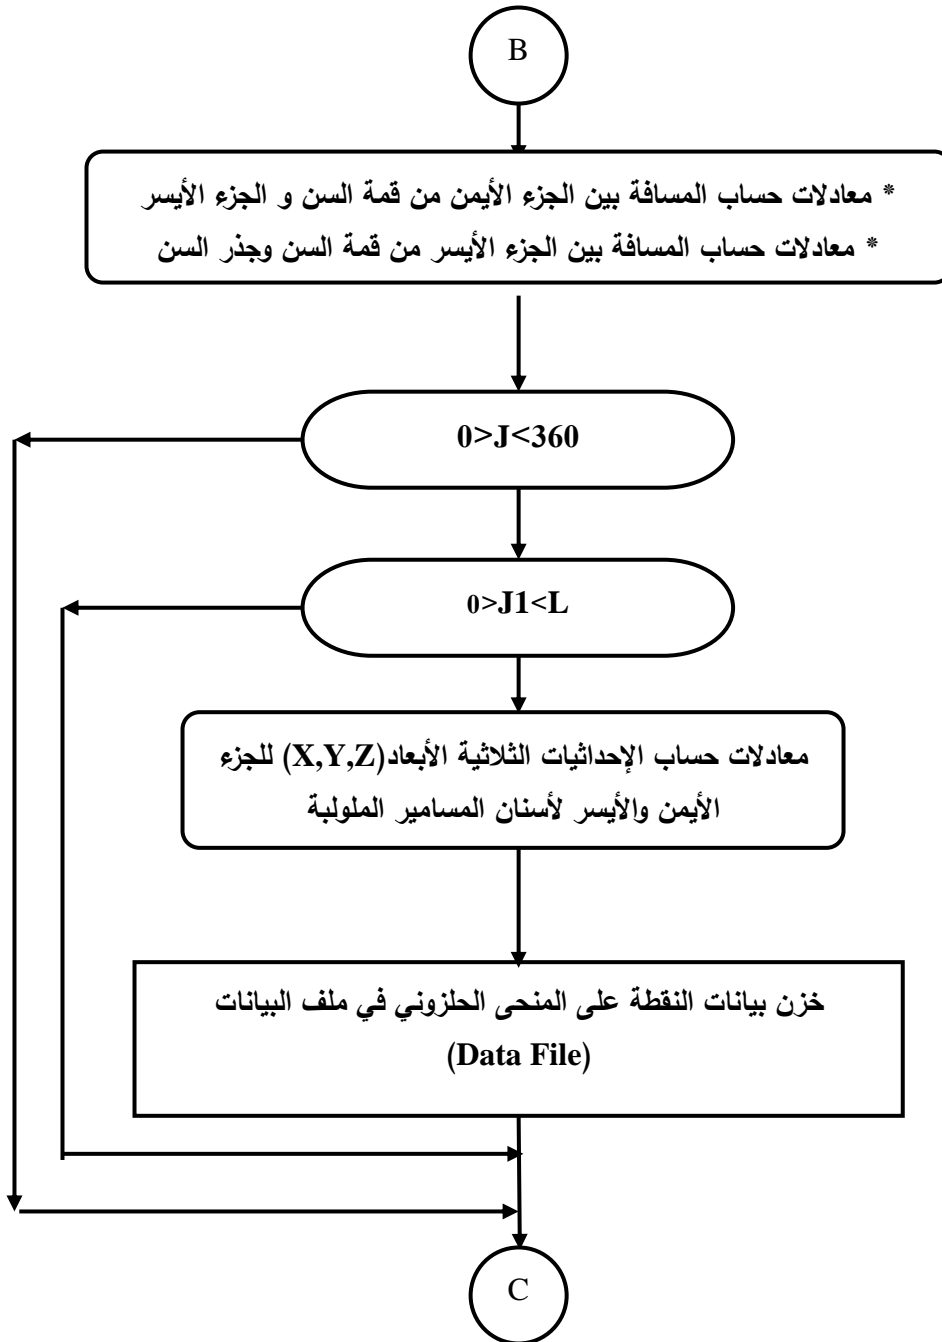 B
* معادلات حساب المسافة بين الجزء الأيمن من قمة السن و الجزء الأيسر
* معادلات حساب المسافة بين الجزء الأيسر من قمة السن وجذر السن
0>J<360
0>J1<L
معادلات حساب الإحداثيات الثلاثية الأبعاد(X,Y,Z) للجزء
الأيمن والأيسر لأسنان المسامير الملولبة
خزن بيانات النقطة على المنحى الحلزوني في ملف البيانات
(Data File)
C